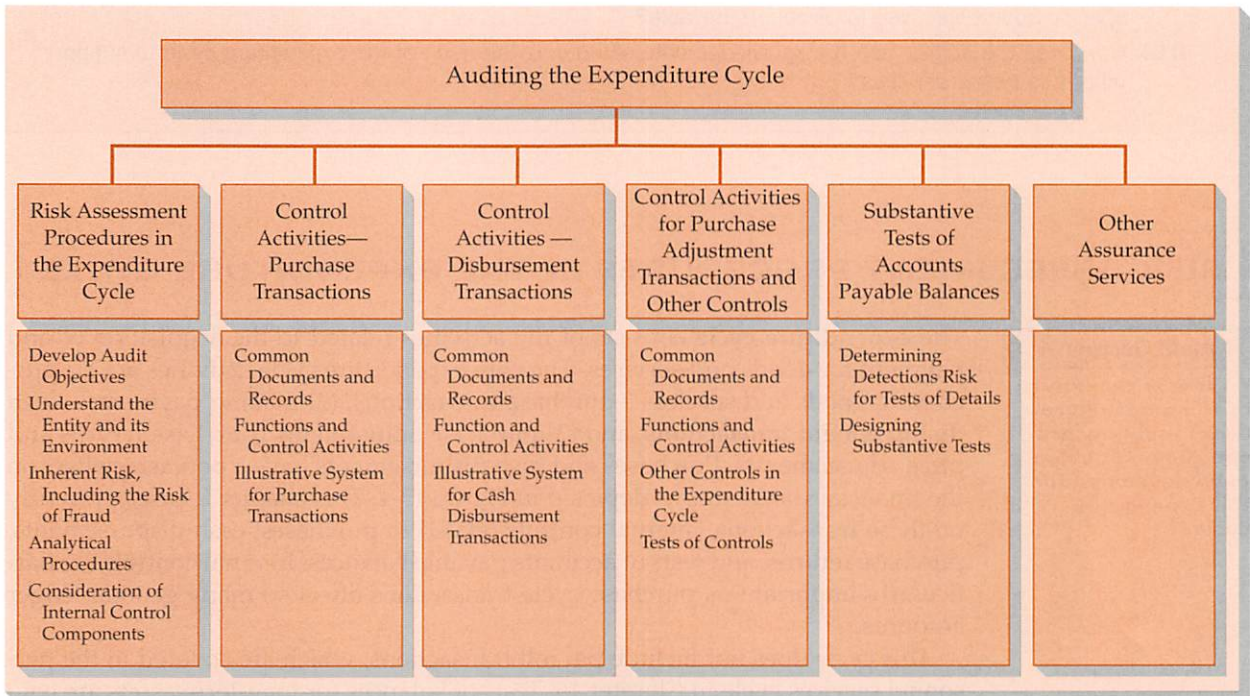 Auditing the Expenditure Cycle
Risk Assessment
Procedures in
the Expenditure
Cycle
Develop Audit
Objectives
Understand the
Entity and its
Environment
Inherent Risk,
Including the Risk
of Fraud
Analytical
Procedures
Consideration of
Internal Control
Components
Control
Activities—
Purchase
Transactions
Common
Documents and
Records
Functions and
Control Activities
Illustrative System
for Purchase
Transactions
Control
Activities —
Disbursement
Transactions
Common
Documents and
Records
Function and
Control Activities
Illustrative System
for Cash
Disbursement
Transactions
Control Activities
for Purchase
Adjustment
Transactions and
Other Controls
Common
Documents and
Records
Functions and
Control Activities
Other Controls in
the Expenditure
Cycle
Tests of Controls
Substantive
Tests of
Accounts
Payable Balances
Determining
Detections Risk
for Tests of Details
Designing
Substantive Tests
Other
Assurance
Services